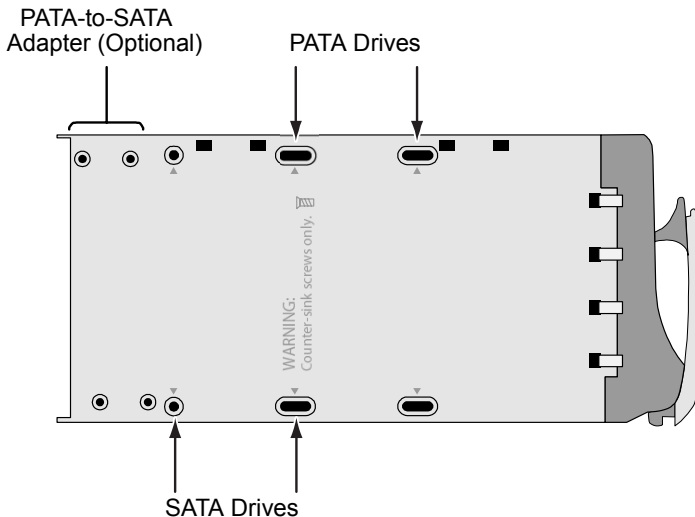 PATA-to-SATA
Adapter (Optional)
PATA Drives
WARNING:
Counter-sink screws only.
SATA Drives